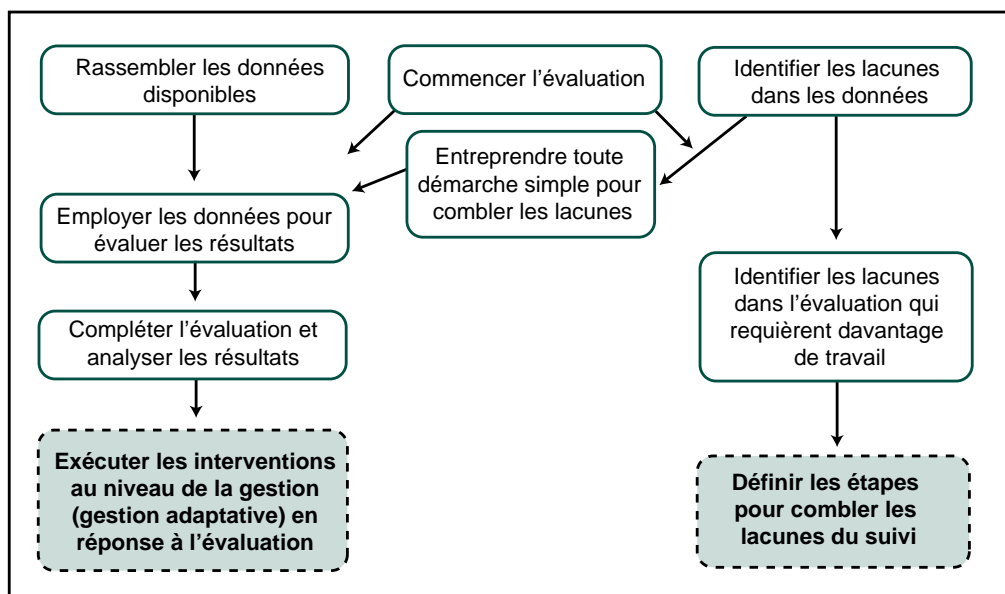 Rassembler les données
disponibles
Commencer l’évaluation
Identifier les lacunes
dans les données
Entreprendre toute
démarche simple pour
combler les lacunes
Employer les données pour
évaluer les résultats
Identifier les lacunes
dans l’évaluation qui
requièrent davantage
de travail
Compléter l’évaluation et
analyser les résultats
Exécuter les interventions
au niveau de la gestion
(gestion adaptative) en
réponse à l’évaluation
Définir les étapes
pour combler les
lacunes du suivi